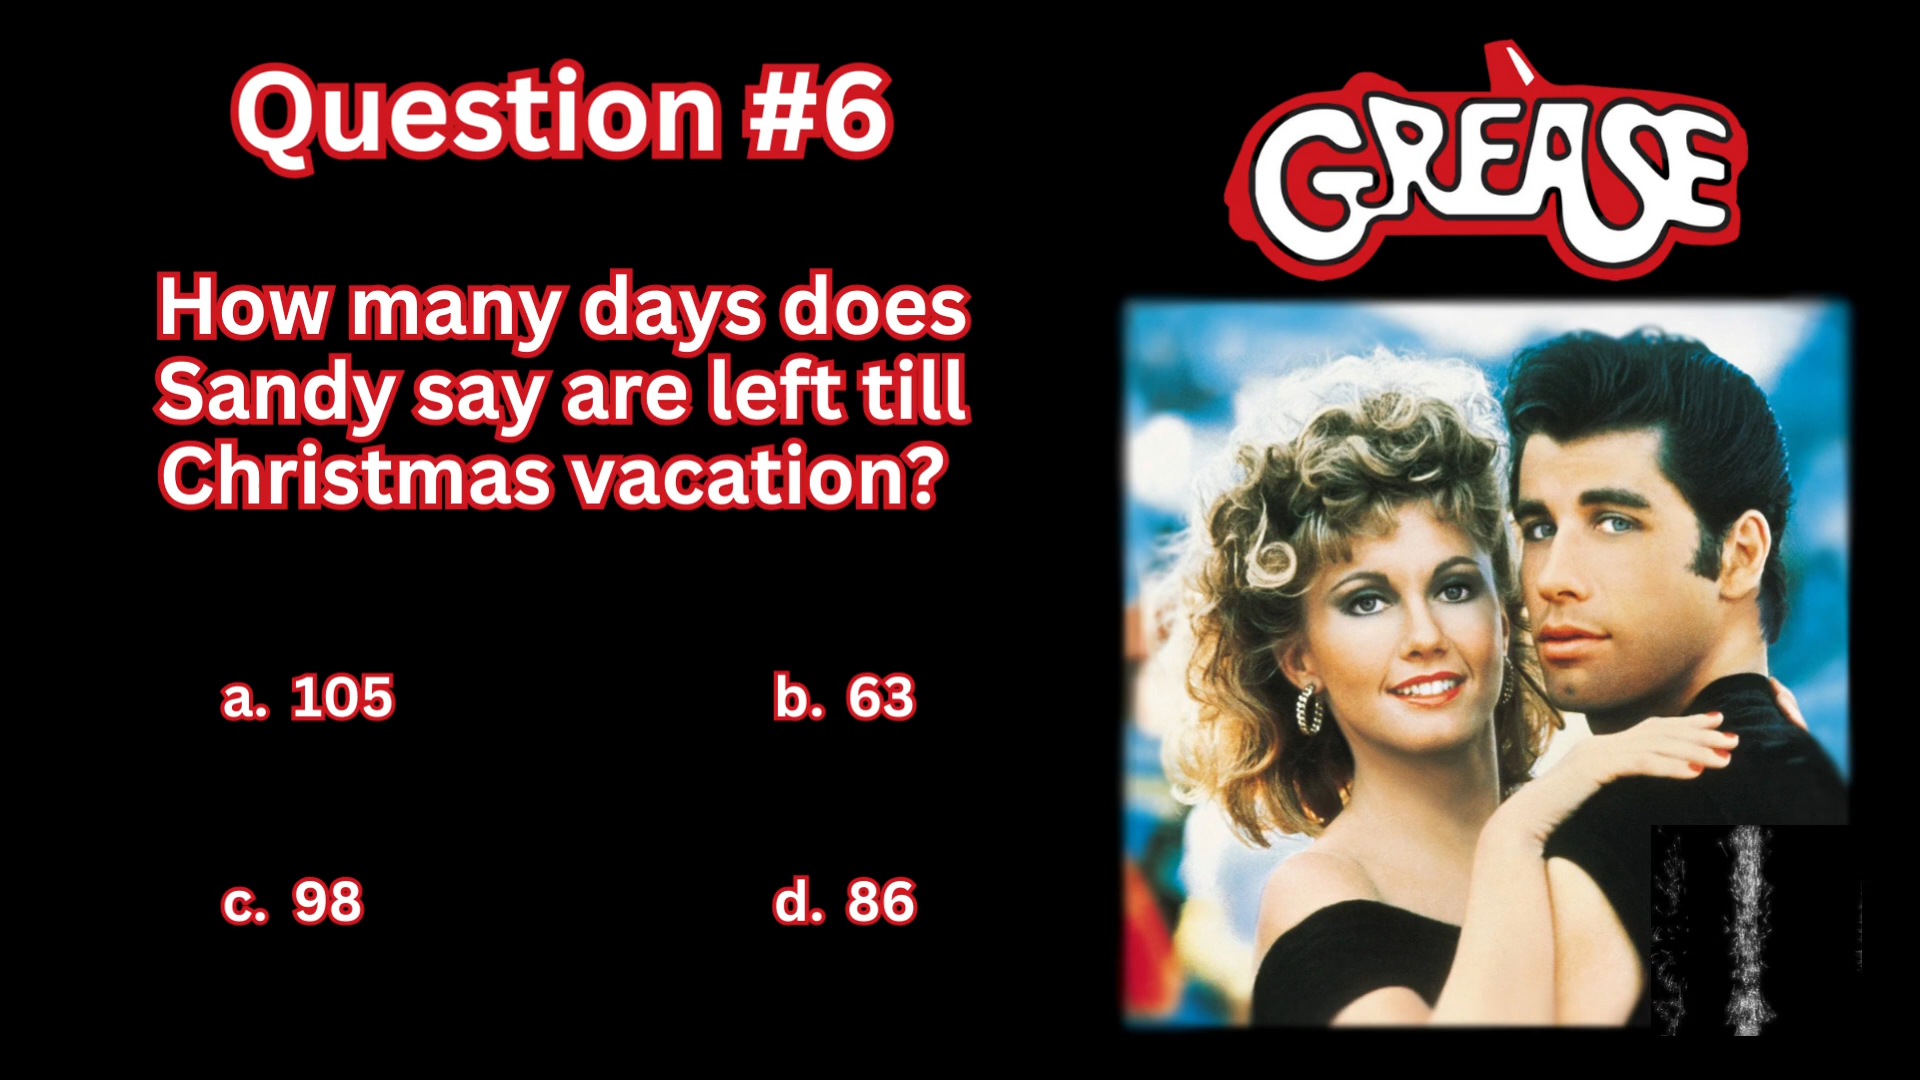 Question #6
GREASE
How many days does
Sandy say are left till
Christmas vacation?
a. 105
b. 63
c. 98
d. 86